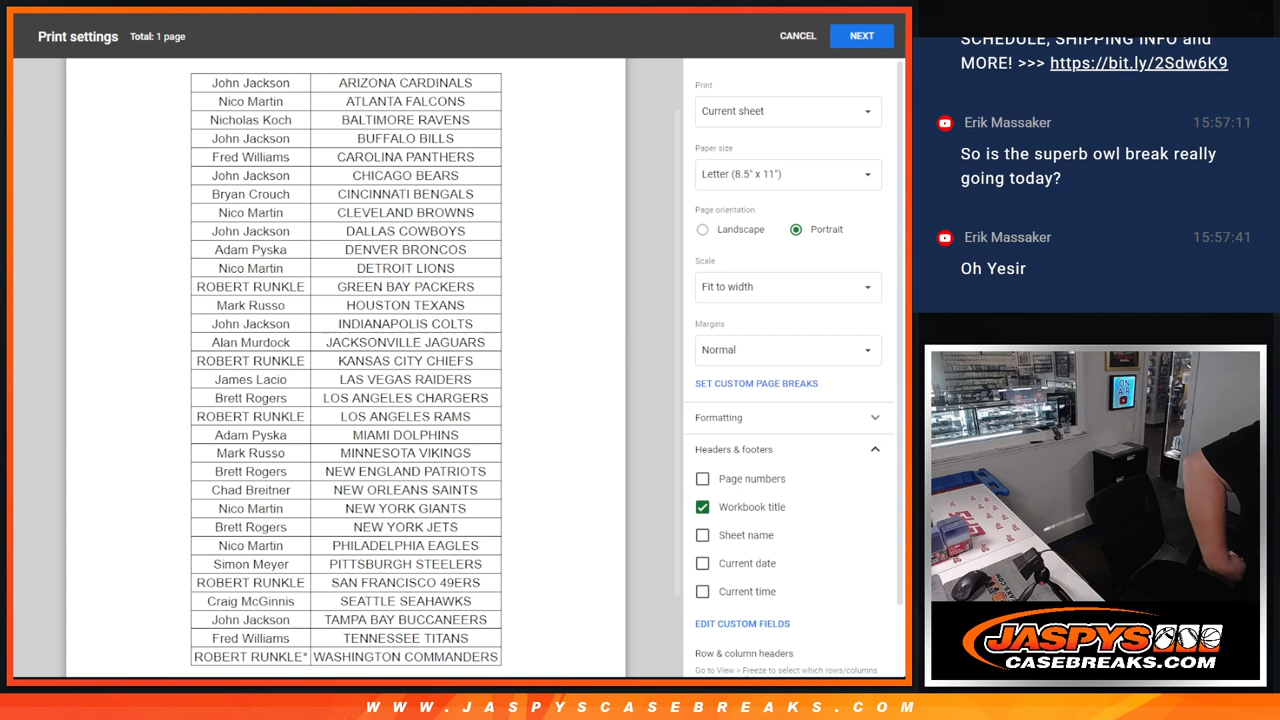 Print settings Total: 1 page CANCEL NEXT
John Jackson ARIZONA CARDINALS
Nico Martin ATLANTA FALCONS
Nicholas Koch BALTIMORE RAVENS
John Jackson BUFFALO BILLS
Fred Williams CAROLINA PANTHERS
John Jackson CHICAGO BEARS
Bryan Crouch CINCINNATI BENGALS
Nico Martin CLEVELAND BROWNS
John Jackson DALLAS COWBOYS
Adam Pyska DENVER BRONCOS
Nico Martin DETROIT LIONS
ROBERT RUNKLE GREEN BAY PACKERS
Mark Russo HOUSTON TEXANS
John Jackson INDIANAPOLIS COLTS
Alan Murdock JACKSONVILLE JAGUARS
ROBERT RUNKLE KANSAS CITY CHIEFS
James Lacio LAS VEGAS RAIDERS
Brett Rogers LOS ANGELES CHARGERS
ROBERT RUNKLE LOS ANGELES RAMS
Adam Pyska MIAMI DOLPHINS
Mark Russo MINNESOTA VIKINGS
Brett Rogers NEW ENGLAND PATRIOTS
Chad Breitner NEW ORLEANS SAINTS
Nico Martin NEW YORK GIANTS
Brett Rogers NEW YORK JETS
Nico Martin PHILADELPHIA EAGLES
Simon Meyer PITTSBURGH STEELERS
ROBERT RUNKLE SAN FRANCISCO 49ERS
Craig McGinnis SEATTLE SEAHAWKS
John Jackson TAMPA BAY BUCCANEERS
Fred Williams TENNESSEE TITANS
ROBERT RUNKLE* WASHINGTON COMMANDERS
Print
Current sheet
Paper size
Letter (8.5" x 11")
Page orientation
Landscape Portrait
Scale
Fit to width
Margins
Normal
SET CUSTOM PAGE BREAKS
Formatting
Headers & footers
Page numbers
Workbook title
Sheet name
Current date
Current time
EDIT CUSTOM FIELDS
Row & column headers
Go to View > Freeze to select which rows/columns
SCHEDULE, SHIPPING INFO and
MORE! >>> https://bit.ly/2Sdw6K9
Erik Massaker 15:57:11
So is the superb owl break really
going today?
Erik Massaker 15:57:41
Oh Yesir
ON
AIR
JASPYS
CASEBREAKS.COM
WWW.JASPYSCASEBREAKS.COM